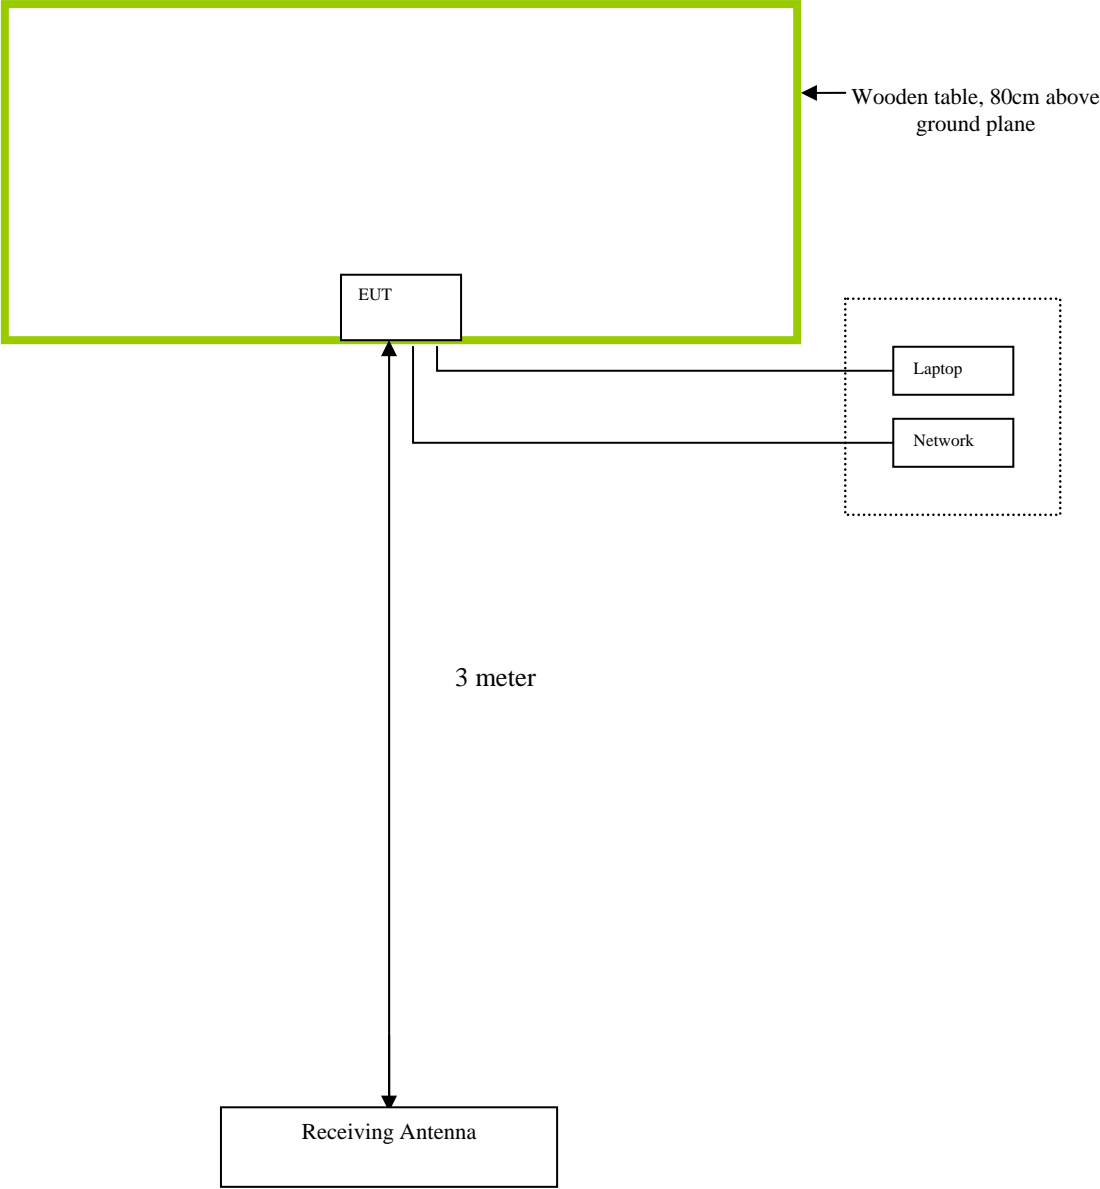 Wooden table, 80cm above
ground plane
EUT
Laptop
Network
3 meter
Receiving Antenna